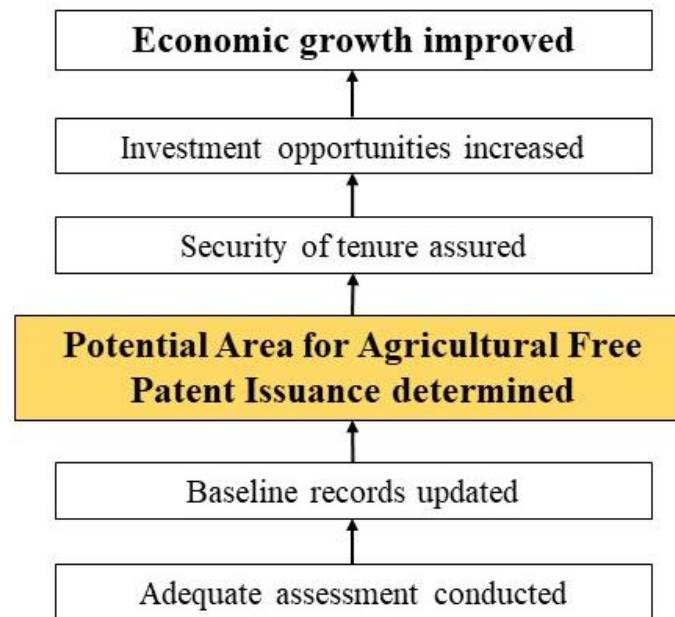 Economic growth improved
Investment opportunities increased
Security of tenure assured
Potential Area for Agricultural Free
Patent Issuance determined
Baseline records updated
Adequate assessment conducted